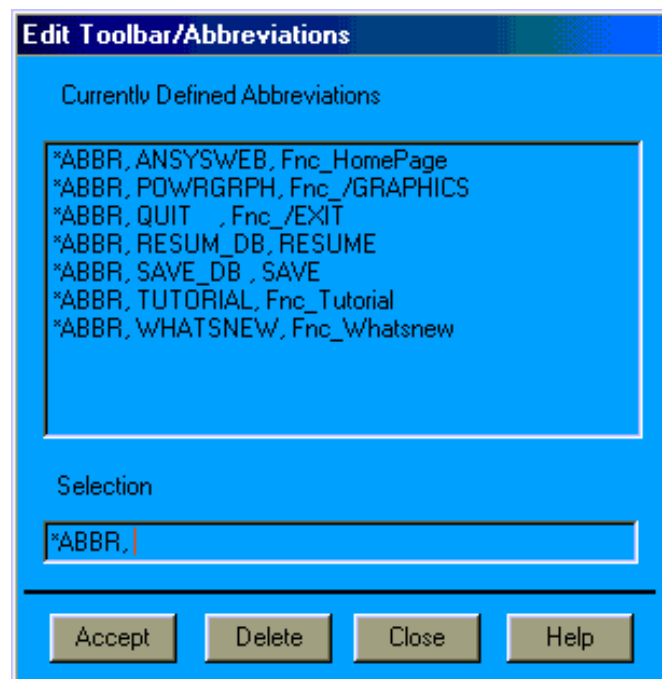 Edit Toolbar/Abbreviations
Currently Defined Abbreviations
*ABBR, ANSYSWEB, Fnc_HomePage
*ABBR, POWRGRPH, Fnc_/GRAPHICS
*ABBR, QUIT    , Fnc_/EXIT
*ABBR, RESUM_DB, RESUME
*ABBR, SAVE_DB , SAVE
*ABBR, TUTORIAL, Fnc_Tutorial
*ABBR, WHATSNEW, Fnc_Whatsnew
Selection
*ABBR,
Accept Delete Close Help